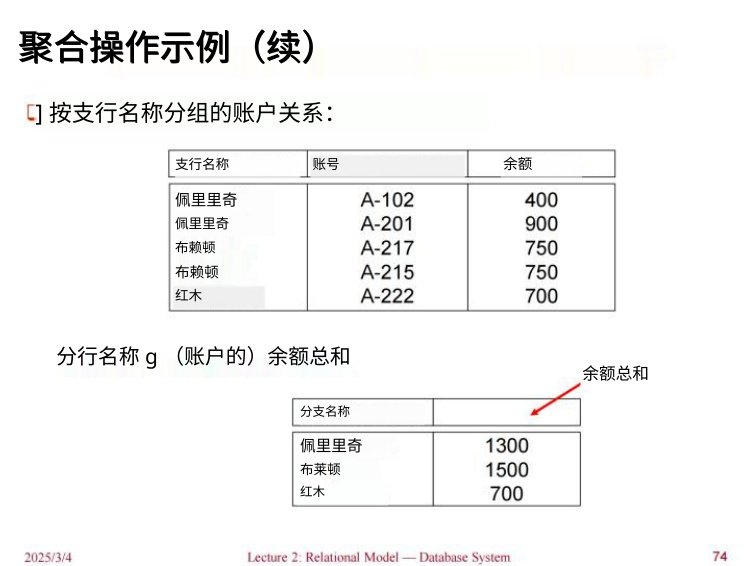 聚合操作示例（续）
按支行名称分组的账户关系：
支行名称 账号 余额
佩里里奇 A-102 400
佩里里奇 A-201 900
布赖顿 A-217 750
布赖顿 A-215 750
红木 A-222 700
分行名称 g （账户的）余额总和
余额总和
分支名称
佩里里奇 1300
布莱顿 1500
红木 700
2025/3/4 Lecture 2: Relational Model — Database System 74